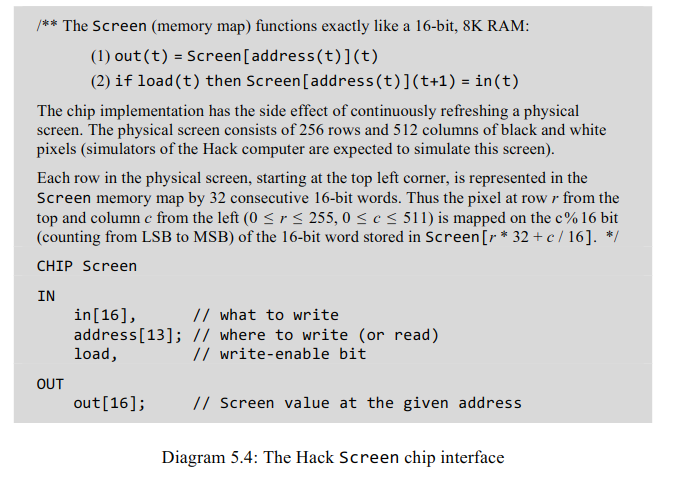 /** The Screen (memory map) functions exactly like a 16-bit, 8K RAM:
(1) out(t) = Screen[address(t)](t)
(2) if load(t) then Screen[address(t)](t+1) = in(t)
The chip implementation has the side effect of continuously refreshing a physical
screen. The physical screen consists of 256 rows and 512 columns of black and white
pixels (simulators of the Hack computer are expected to simulate this screen).
Each row in the physical screen, starting at the top left corner, is represented in the
Screen memory map by 32 consecutive 16-bit words. Thus the pixel at row r from the
top and column c from the left (0 ≤ r ≤ 255, 0 ≤ c ≤ 511) is mapped on the c%16 bit
(counting from LSB to MSB) of the 16-bit word stored in Screen[r * 32 + c / 16]. */
CHIP Screen
IN
in[16], // what to write
address[13]; // where to write (or read)
load, // write-enable bit
OUT
out[16]; // Screen value at the given address
Diagram 5.4: The Hack Screen chip interface